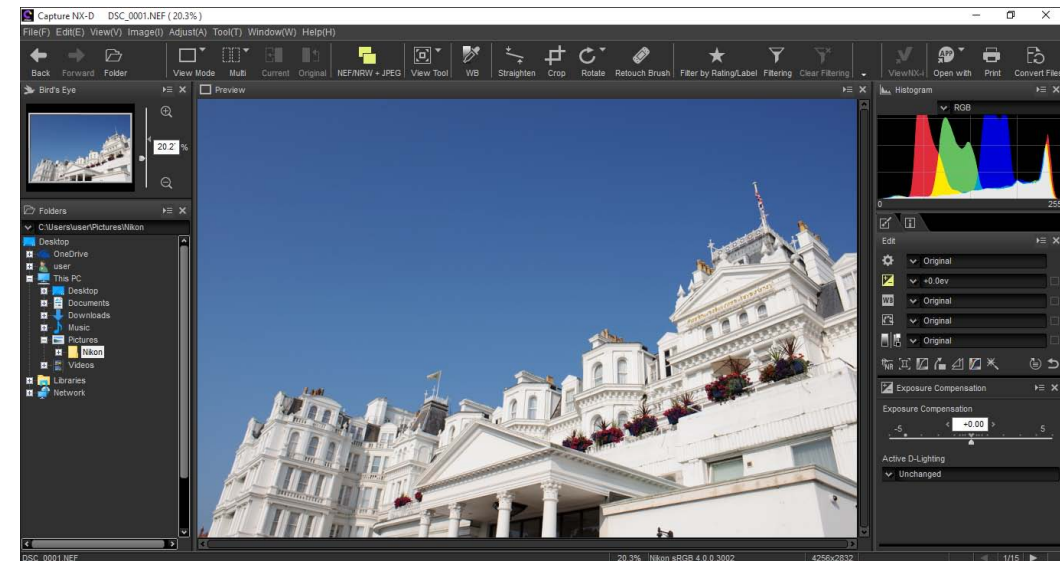 Capture NX-D DSC_0001.NEF ( 20.3% )
File(F) Edit(E) View(V) Image(I) Adjust(A) Tool(T) Window(W) Help(H)
Back Forward Folder View Mode Multi Current Original NEF/NRW + JPEG View Tool WB Straighten Crop Rotate Retouch Brush Filter by Rating/Label Filtering Clear Filtering ViewNX-i Open with Print Convert Files
Bird's Eye
20.2 %
Folders
C:\Users\user\Pictures\Nikon
Desktop
OneDrive
user
This PC
Desktop
Documents
Downloads
Music
Pictures
Nikon
Videos
Libraries
Network
Preview
Histogram
RGB
0 255
Edit
Original
+0.0ev
WB Original
Original
Original
NR
Exposure Compensation
Exposure Compensation
-5 < +0.00 > 5
Active D-Lighting
Unchanged
DSC_0001.NEF 20.3% Nikon sRGB 4.0.0.3002 4256x2832 1/15